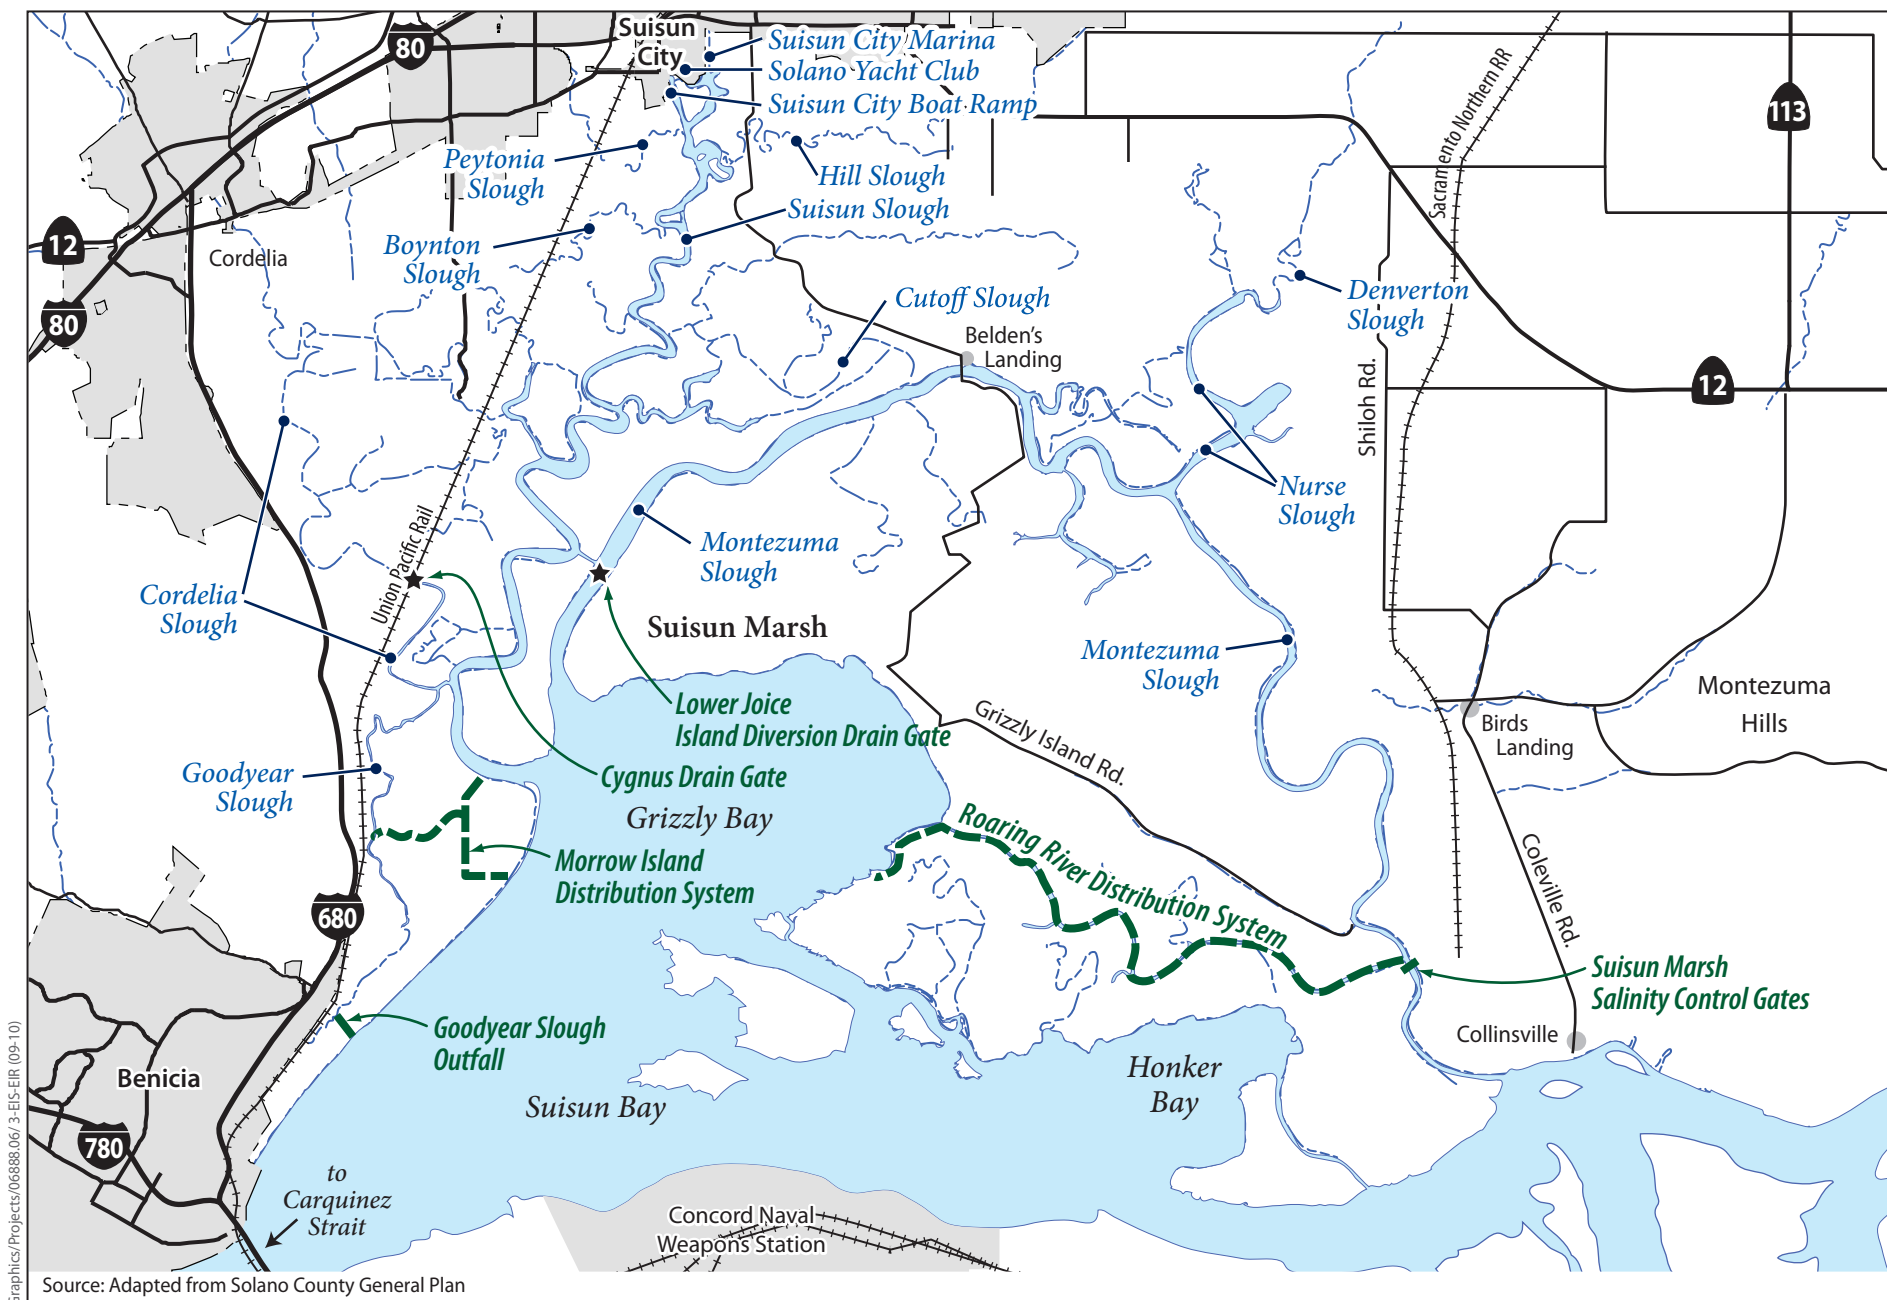 80
Suisun
City
Suisun City Marina
Solano Yacht Club
Suisun City Boat Ramp
Sacramento Northern RR
113
Peytonia
Slough
Hill Slough
Suisun Slough
12
Cordelia
Boynton
Slough
80
Cutoff Slough
Belden's
Landing
Denverton
Slough
Shiloh Rd.
12
Nurse
Slough
Union Pacific Rail
Montezuma
Slough
Cordelia
Slough
Suisun Marsh
Montezuma
Slough
Montezuma
Hills
Lower Joice
Island Diversion Drain Gate
Grizzly Island Rd.
Birds
Landing
Goodyear
Slough
Cygnus Drain Gate
Grizzly Bay
Roaring River Distribution System
Coleville Rd.
Morrow Island
Distribution System
680
Suisun Marsh
Salinity Control Gates
Goodyear Slough
Outfall
Collinsville
Benicia
Honker
Bay
Suisun Bay
780
to
Carquinez
Strait
Concord Naval
Weapons Station
Source: Adapted from Solano County General Plan
Graphics/Projects/06888.06/ 3-EIS-EIR (09-10)